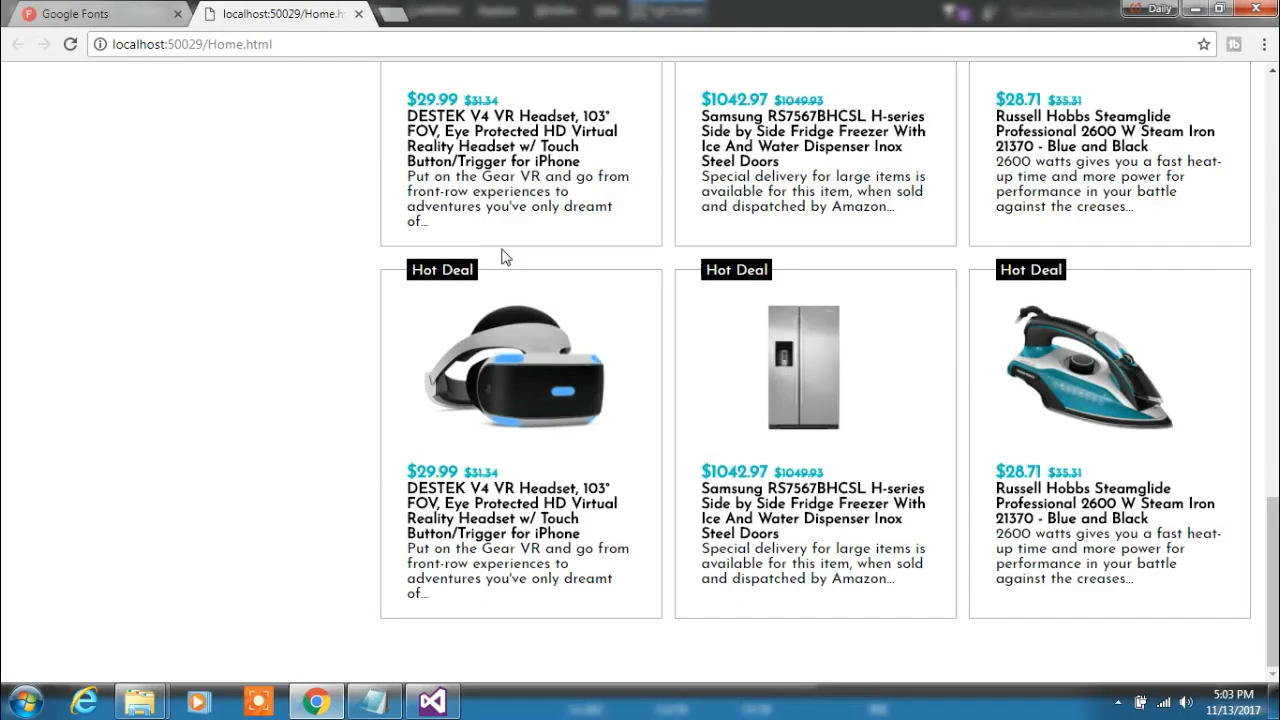 Google Fonts
localhost:50029/Home.h
Daily
localhost:50029/Home.html
$29.99 $31.34
DESTEK V4 VR Headset, 103°
FOV, Eye Protected HD Virtual
Reality Headset w/ Touch
Button/Trigger for iPhone
Put on the Gear VR and go from
front-row experiences to
adventures you've only dreamt
of...
$1042.97 $1049.93
Samsung RS7567BHCSL H-series
Side by Side Fridge Freezer With
Ice And Water Dispenser Inox
Steel Doors
Special delivery for large items is
available for this item, when sold
and dispatched by Amazon...
$28.71 $35.31
Russell Hobbs Steamglide
Professional 2600 W Steam Iron
21370 - Blue and Black
2600 watts gives you a fast heat-
up time and more power for
performance in your battle
against the creases...
Hot Deal
$29.99 $31.34
DESTEK V4 VR Headset, 103°
FOV, Eye Protected HD Virtual
Reality Headset w/ Touch
Button/Trigger for iPhone
Put on the Gear VR and go from
front-row experiences to
adventures you've only dreamt
of...
Hot Deal
$1042.97 $1049.93
Samsung RS7567BHCSL H-series
Side by Side Fridge Freezer With
Ice And Water Dispenser Inox
Steel Doors
Special delivery for large items is
available for this item, when sold
and dispatched by Amazon...
Hot Deal
$28.71 $35.31
Russell Hobbs Steamglide
Professional 2600 W Steam Iron
21370 - Blue and Black
2600 watts gives you a fast heat-
up time and more power for
performance in your battle
against the creases...
5:03 PM
11/13/2017